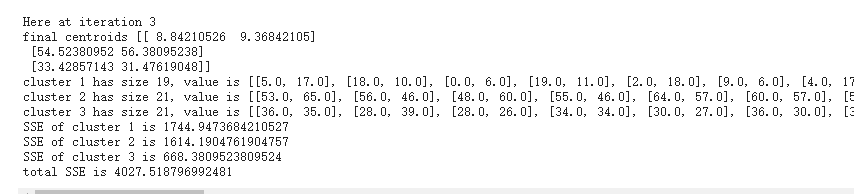 Here at iteration 3
final centroids [[ 8.84210526  9.36842105]
 [54.52380952 56.38095238]
 [33.42857143 31.47619048]]
cluster 1 has size 19, value is [[5.0, 17.0], [18.0, 10.0], [0.0, 6.0], [19.0, 11.0], [2.0, 18.0], [9.0, 6.0], [4.0, 17
cluster 2 has size 21, value is [[53.0, 65.0], [56.0, 46.0], [48.0, 60.0], [55.0, 46.0], [64.0, 57.0], [60.0, 57.0], [5
cluster 3 has size 21, value is [[36.0, 35.0], [28.0, 39.0], [28.0, 26.0], [34.0, 34.0], [30.0, 27.0], [36.0, 30.0], [3
SSE of cluster 1 is 1744.9473684210527
SSE of cluster 2 is 1614.1904761904757
SSE of cluster 3 is 668.3809523809524
total SSE is 4027.518796992481